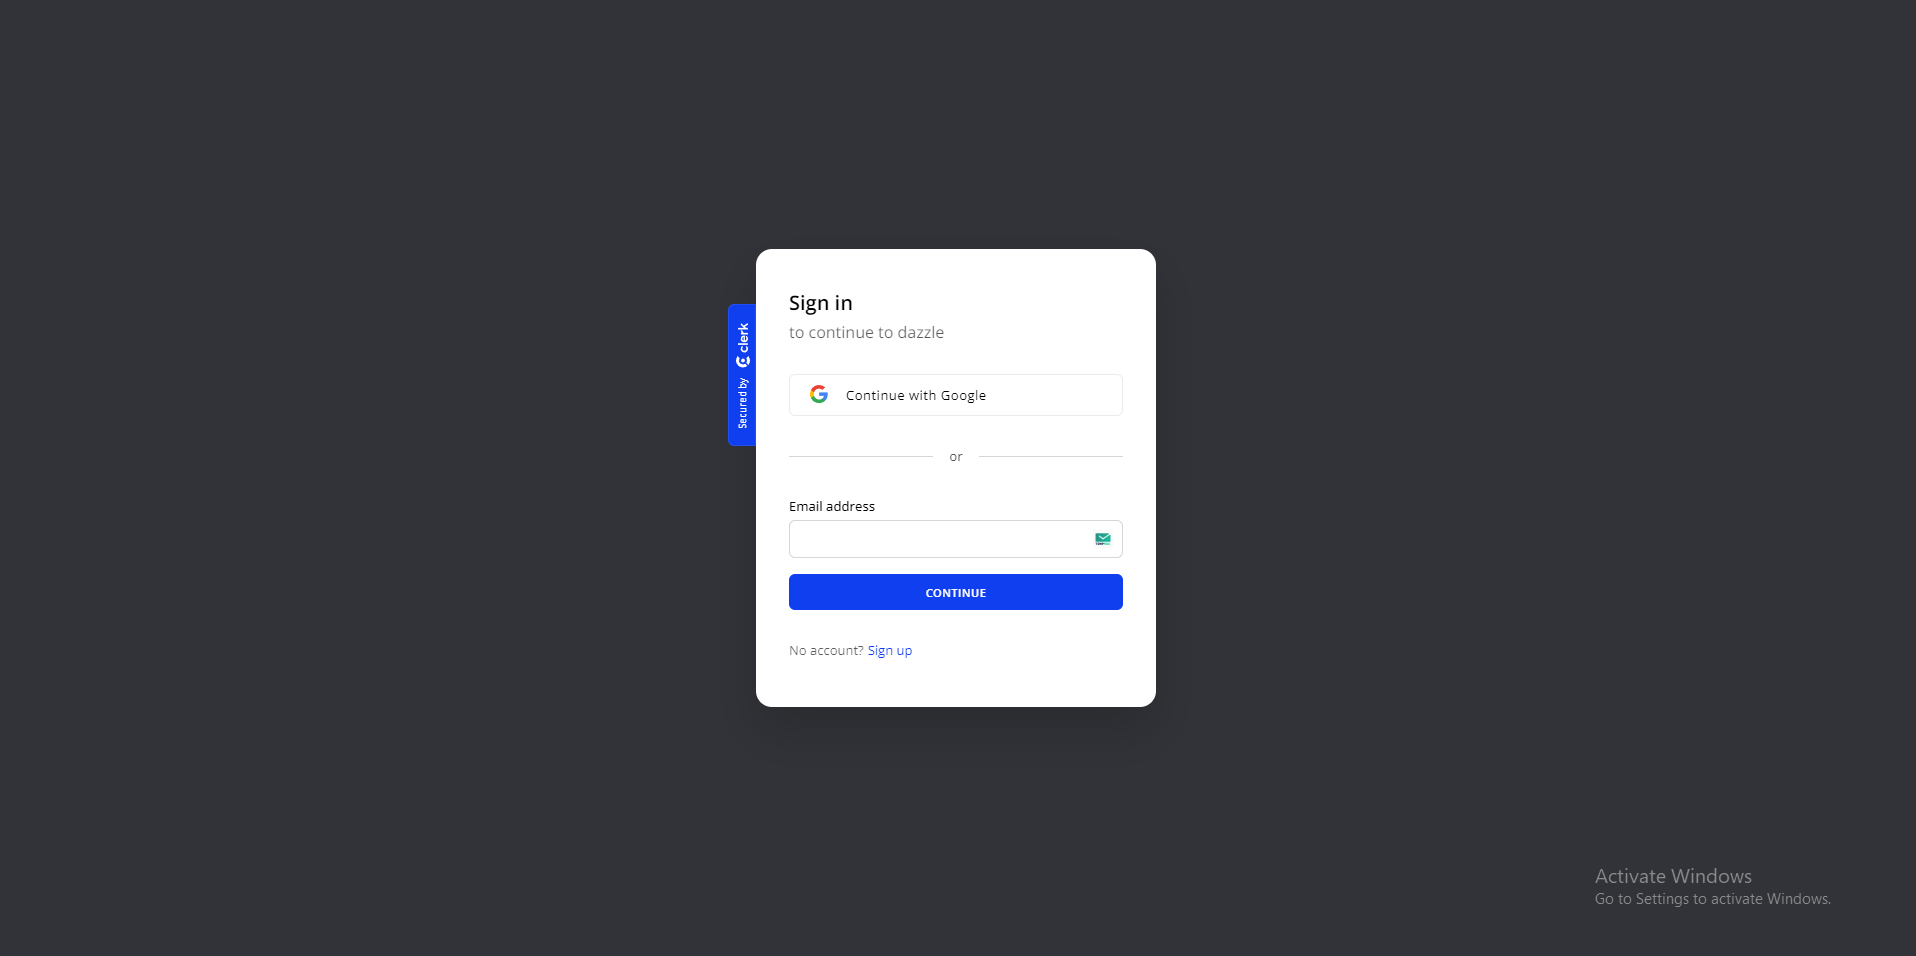 Sign in
to continue to dazzle
Secured by clerk
Continue with Google
or
Email address
CONTINUE
No account? Sign up
Activate Windows
Go to Settings to activate Windows.